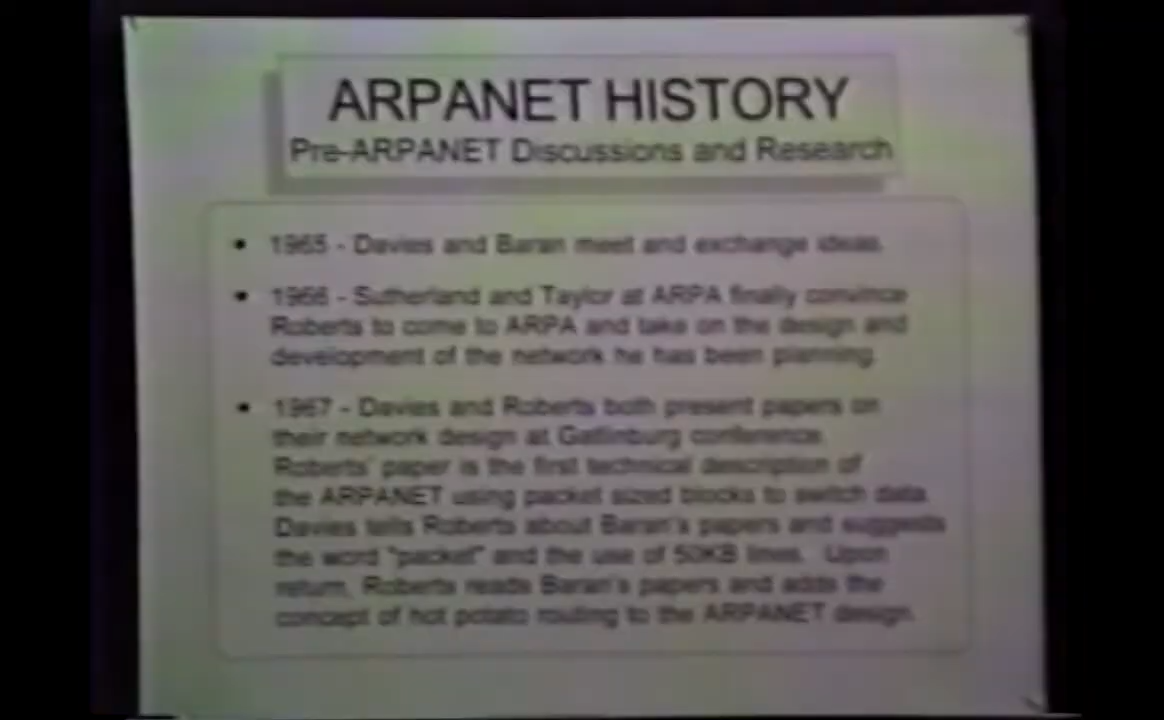 ARPANET HISTORY
Pre-ARPANET Discussions and Research
• 1965 - Davies and Baran meet and exchange ideas.
• 1966 - Sutherland and Taylor at ARPA finally convince
Roberts to come to ARPA and take on the design and
development of the network he has been planning.
• 1967 - Davies and Roberts both present papers on
their network design at Gatlinburg conference.
Roberts' paper is the first technical description of
the ARPANET using packet sized blocks to switch data.
Davies tells Roberts about Baran's papers and suggests
the word "packet" and the use of 50KB lines. Upon
return, Roberts reads Baran's papers and adds the
concept of hot potato routing to the ARPANET design.